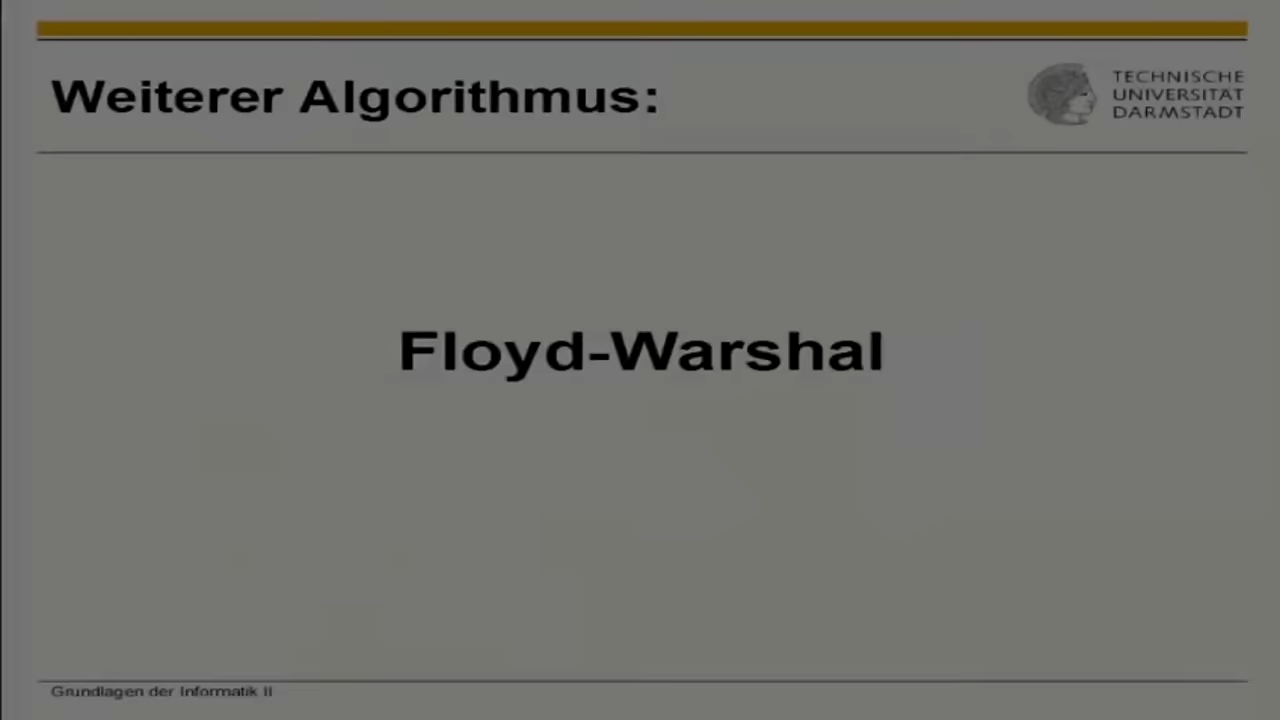 Weiterer Algorithmus:
TECHNISCHE
UNIVERSITÄT
DARMSTADT
Floyd-Warshal
Grundlagen der Informatik II